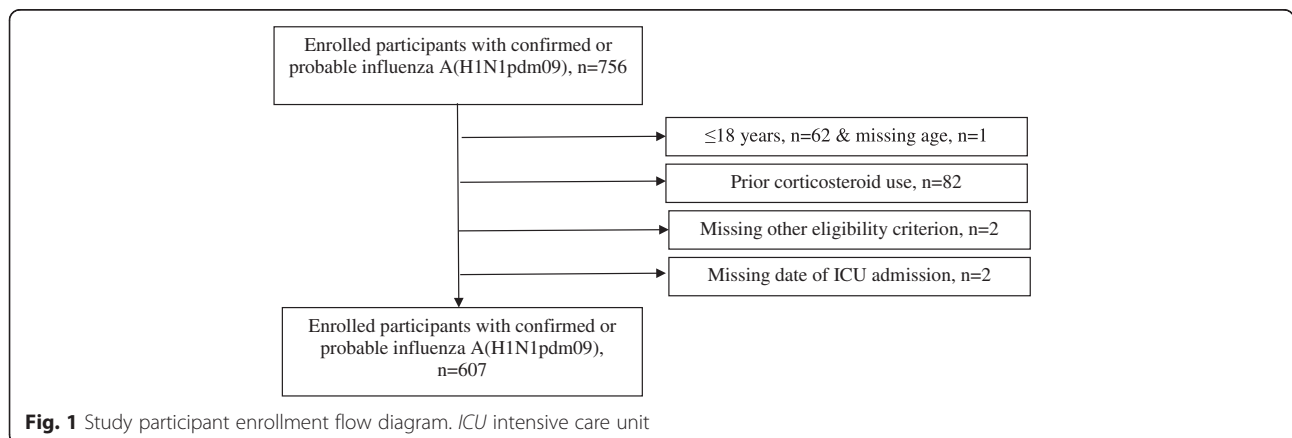 Enrolled participants with confirmed or
probable influenza A(H1N1pdm09), n=756
≤18 years, n=62 & missing age, n=1
Prior corticosteroid use, n=82
Missing other eligibility criterion, n=2
Missing date of ICU admission, n=2
Enrolled participants with confirmed or
probable influenza A(H1N1pdm09),
n=607
Fig. 1 Study participant enrollment flow diagram. ICU intensive care unit